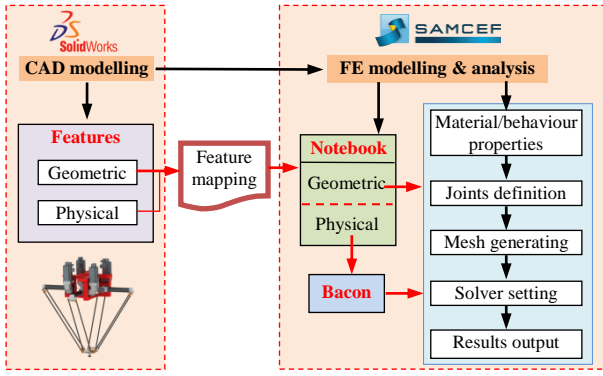 SolidWorks
CAD modelling
Features
Geometric
Physical
Feature
mapping
SAMCEF
FE modelling & analysis
Notebook
Geometric
Physical
Bacon
Material/behaviour
properties
Joints definition
Mesh generating
Solver setting
Results output